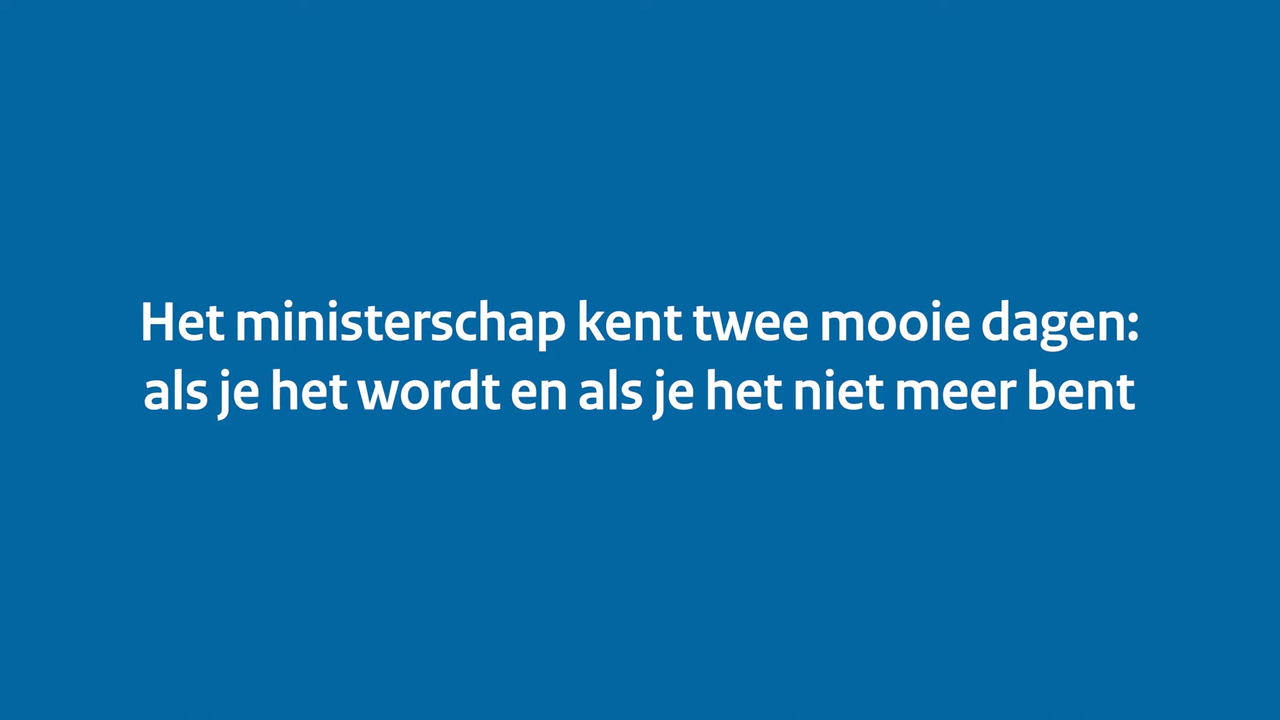 Het ministerschap kent twee mooie dagen:
als je het wordt en als je het niet meer bent